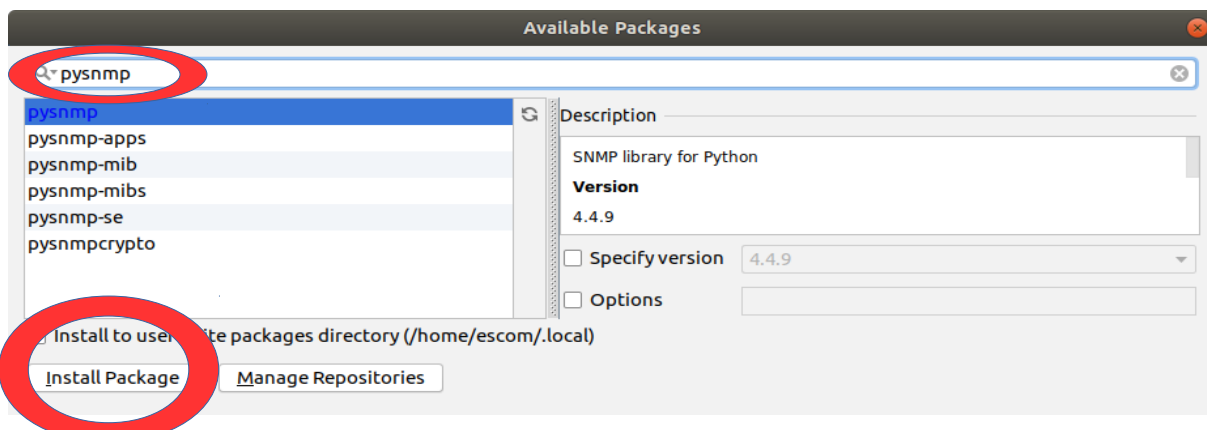 Available Packages
pysnmp
pysnmp
pysnmp-apps
pysnmp-mib
pysnmp-mibs
pysnmp-se
pysnmpcrypto
Description
SNMP library for Python
Version
4.4.9
Specify version 4.4.9
Options
Install to user ite packages directory (/home/escom/.local)
Install Package Manage Repositories